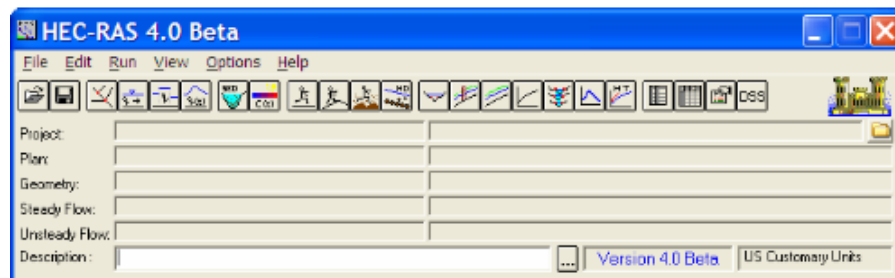 HEC-RAS 4.0 Beta
File Edit Run View Options Help
DSS
Project:
Plan:
Geometry:
Steady Flow:
Unsteady Flow:
Description : ... Version 4.0 Beta US Customary Units